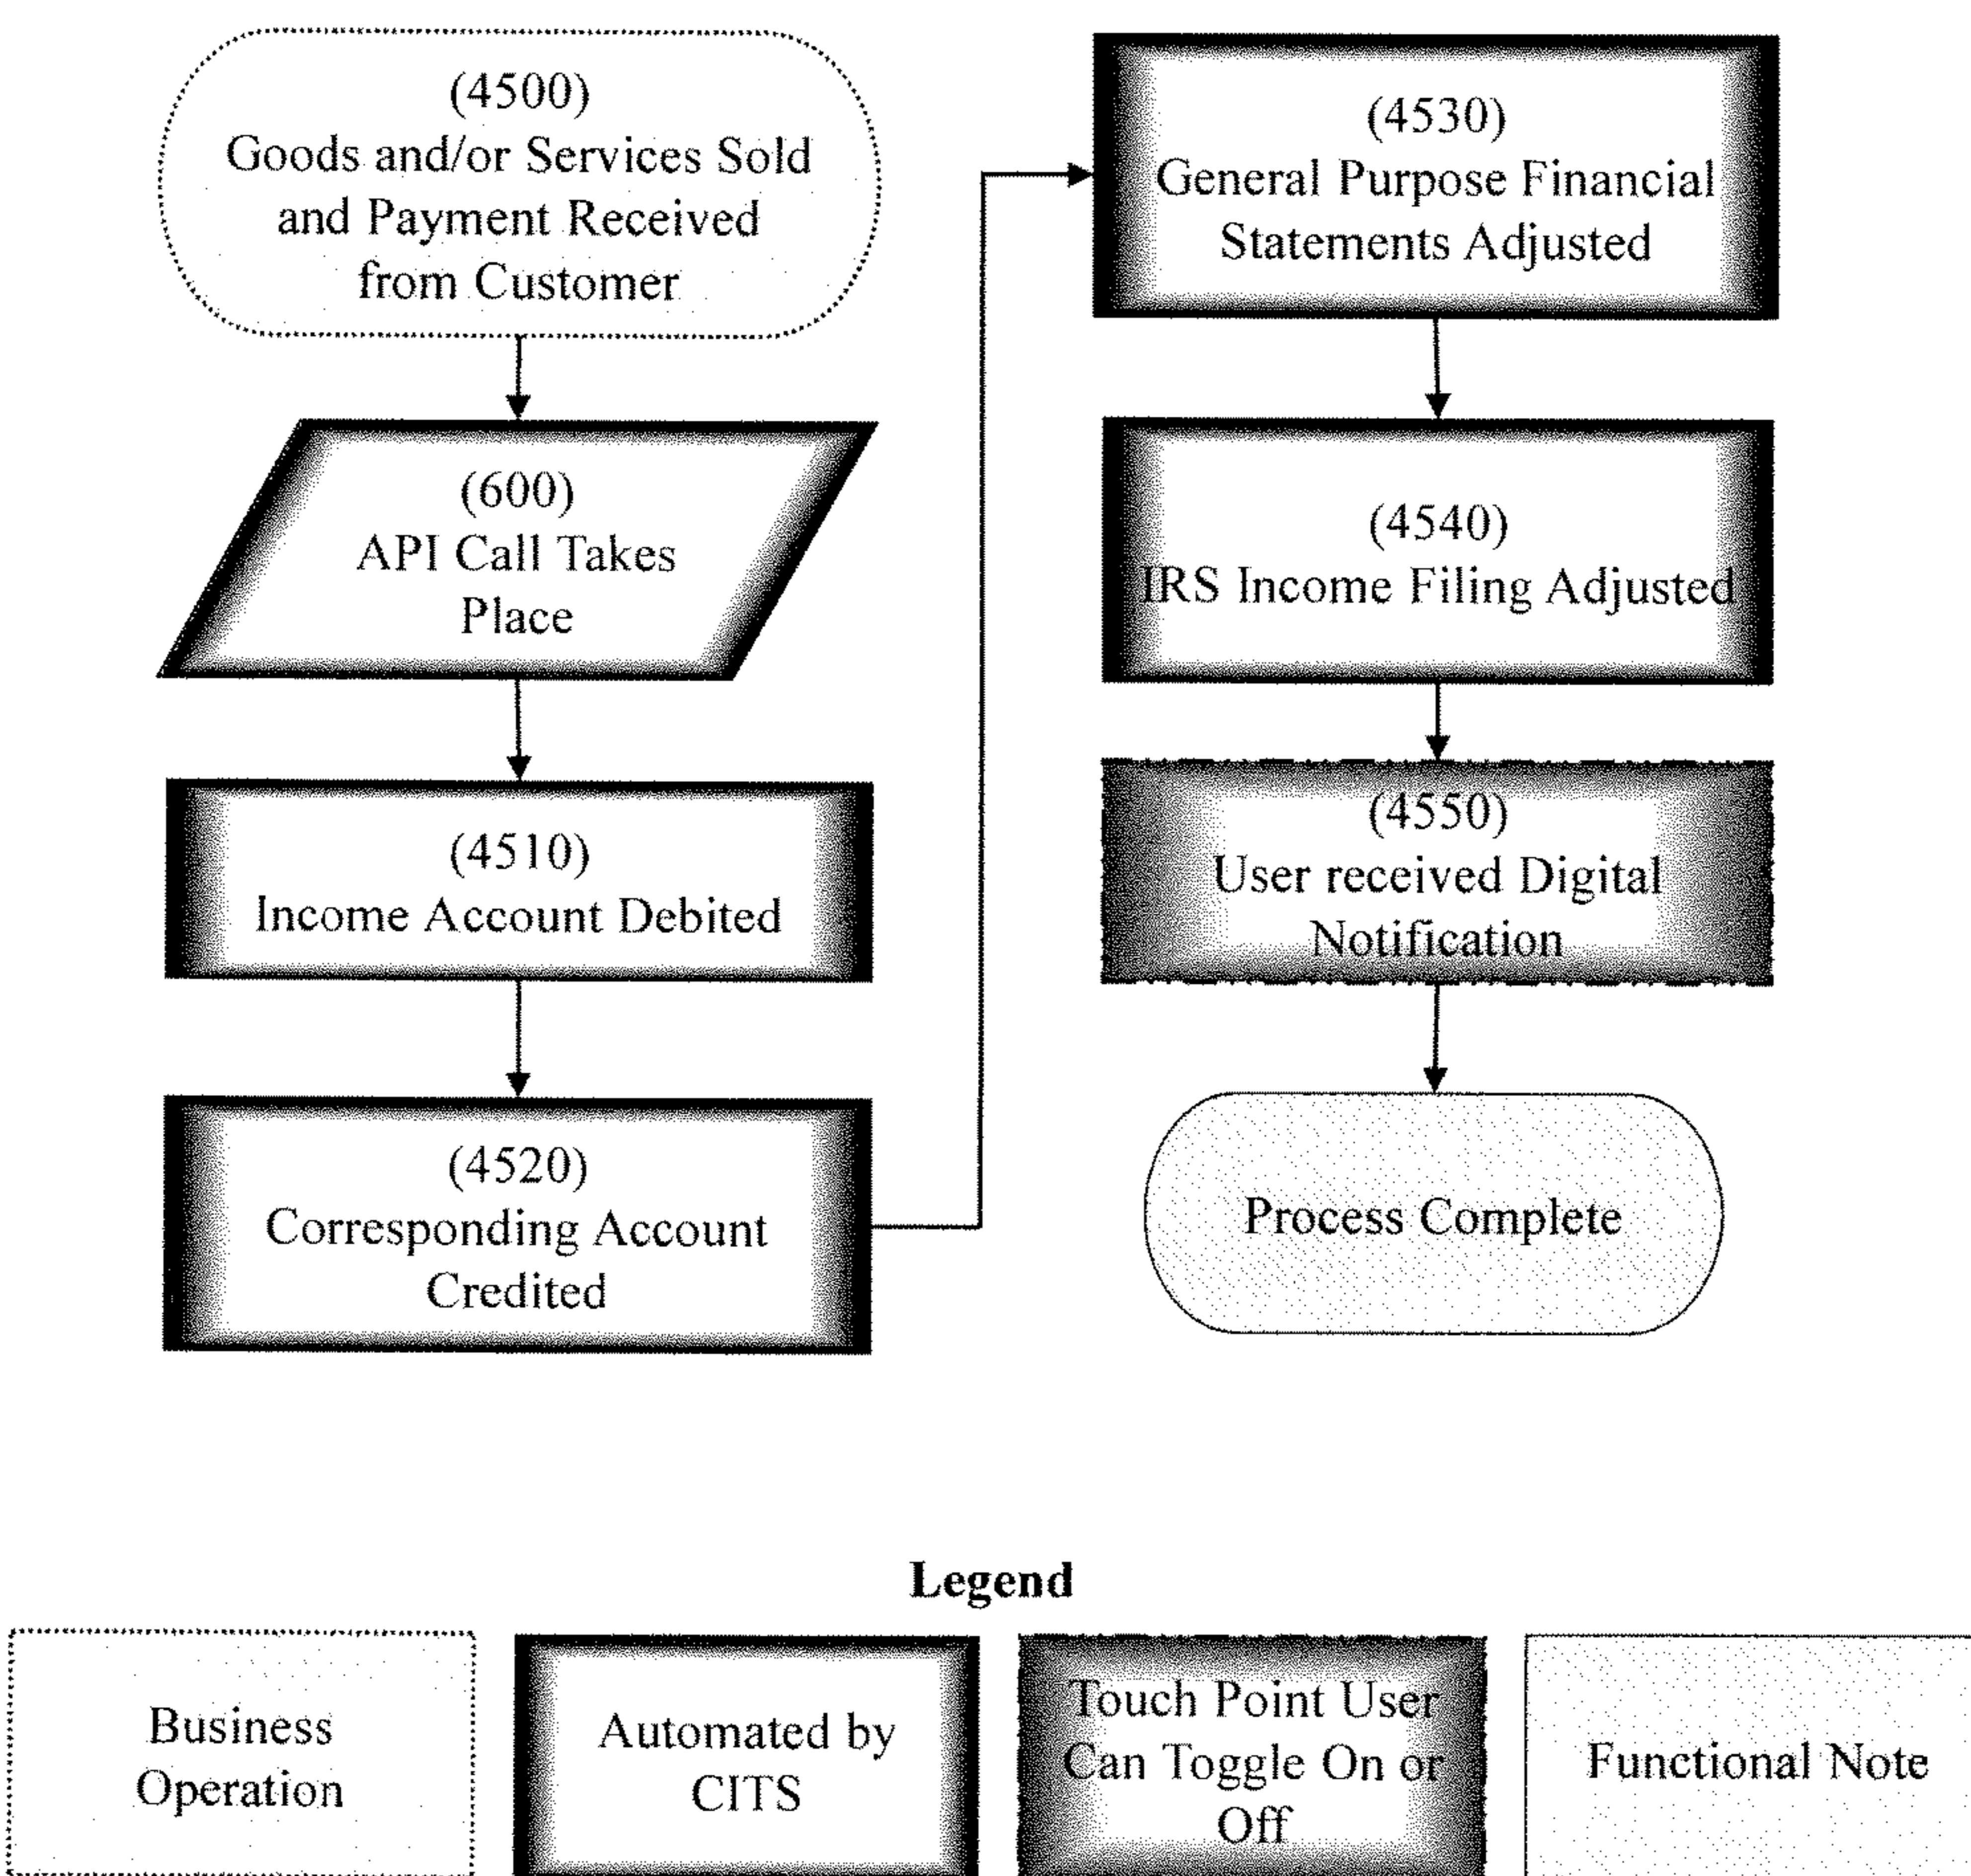 (4500)
Goods and/or Services Sold
and Payment Received
from Customer
(600)
API Call Takes
Place
(4510)
Income Account Debited
(4520)
Corresponding Account
Credited
(4530)
General Purpose Financial
Statements Adjusted
(4540)
IRS Income Filing Adjusted
(4550)
User received Digital
Notification
Process Complete
Legend
Business
Operation
Automated by
CITS
Touch Point User
Can Toggle On or
Off
Functional Note